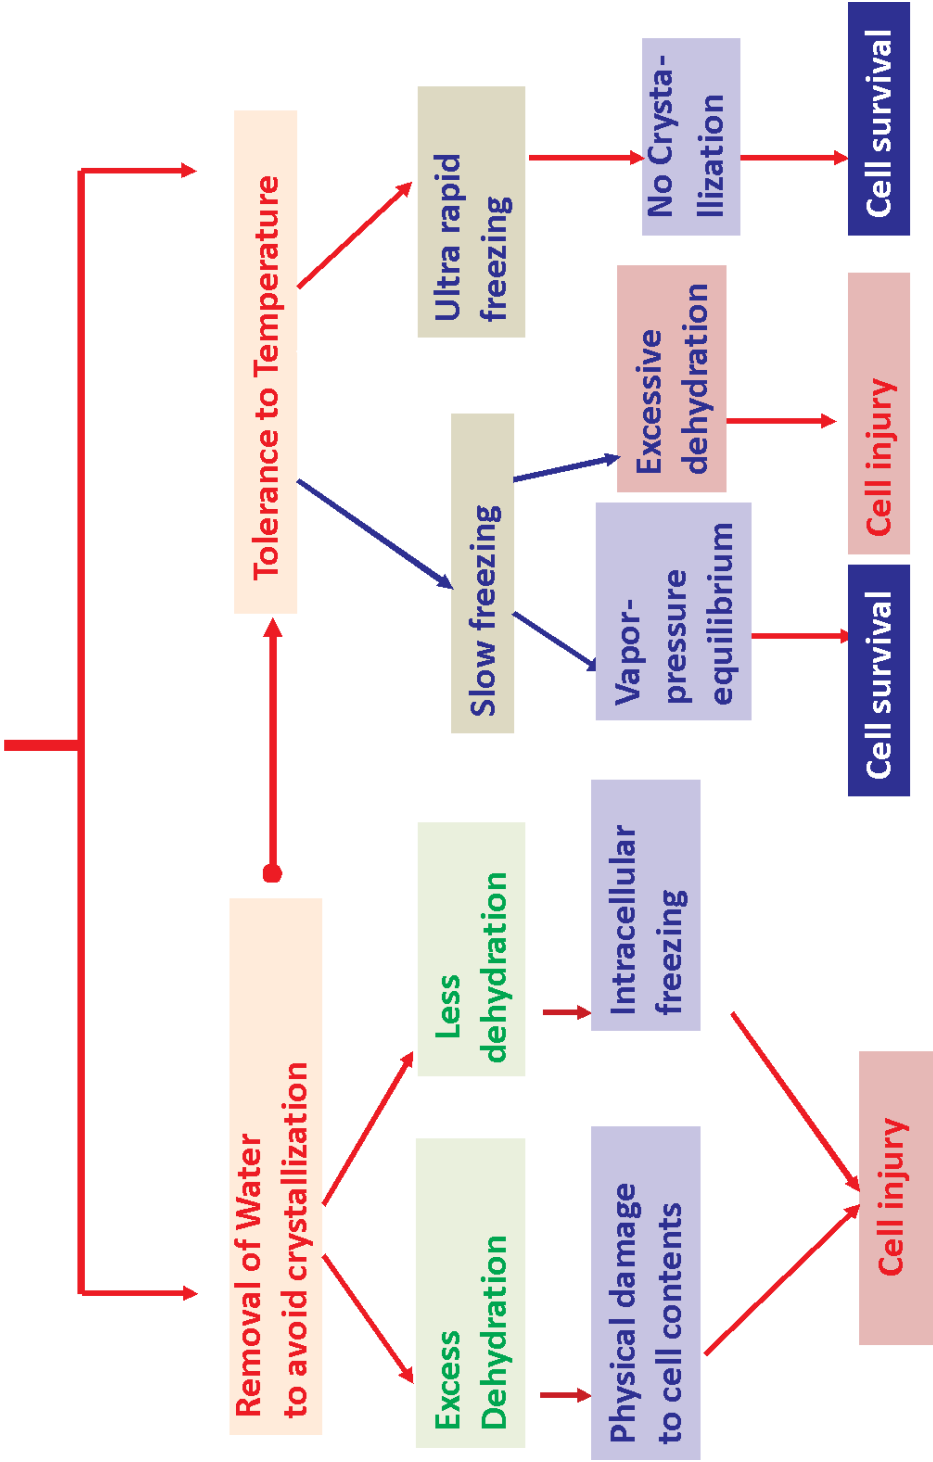 Removal of Water
to avoid crystallization
Tolerance to Temperature
Excess
Dehydration
Less
dehydration
Slow freezing
Ultra rapid
freezing
Physical damage
to cell contents
Intracellular
freezing
Vapor-
pressure
equilibrium
Excessive
dehydration
No Crysta-
llization
Cell injury
Cell survival
Cell injury
Cell survival